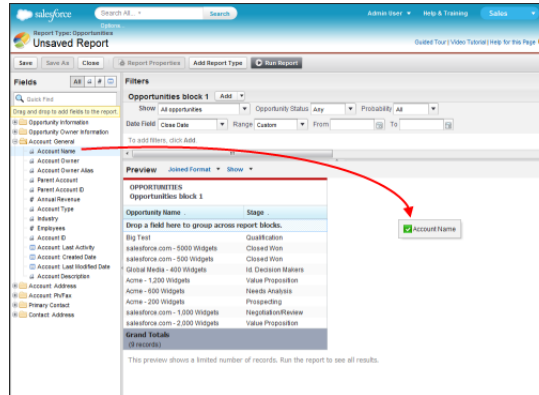 salesforce
Search All...
Search
Options
Admin User
Help & Training
Sales
Report Type: Opportunities
Unsaved Report
Guided Tour | Video Tutorial | Help for this Page
Save
Save As
Close
Report Properties
Add Report Type
Run Report
Fields
All
Quick Find
Drag and drop to add fields to the report.
Opportunity Information
Opportunity Owner Information
Account: General
Account Name
Account Owner
Account Owner Alias
Parent Account
Parent Account ID
Annual Revenue
Account Type
Industry
Employees
Account ID
Account: Last Activity
Account: Created Date
Account: Last Modified Date
Account Description
Account: Address
Account: Ph/Fax
Primary Contact
Contact: Address
Filters
Opportunities block 1 Add
Show All opportunities Opportunity Status Any Probability All
Date Field Close Date Range Custom From To
To add filters, click Add.
Preview Joined Format Show
OPPORTUNITIES
Opportunities block 1
Opportunity Name Stage
Drop a field here to group across report blocks.
Big Test Qualification
salesforce.com - 5000 Widgets Closed Won
salesforce.com - 500 Widgets Closed Won
Global Media - 400 Widgets Id. Decision Makers
Acme - 1,200 Widgets Value Proposition
Acme - 600 Widgets Needs Analysis
Acme - 200 Widgets Prospecting
salesforce.com - 1,000 Widgets Negotiation/Review
salesforce.com - 2,000 Widgets Value Proposition
Grand Totals
(9 records)
This preview shows a limited number of records. Run the report to see all results.
Account Name